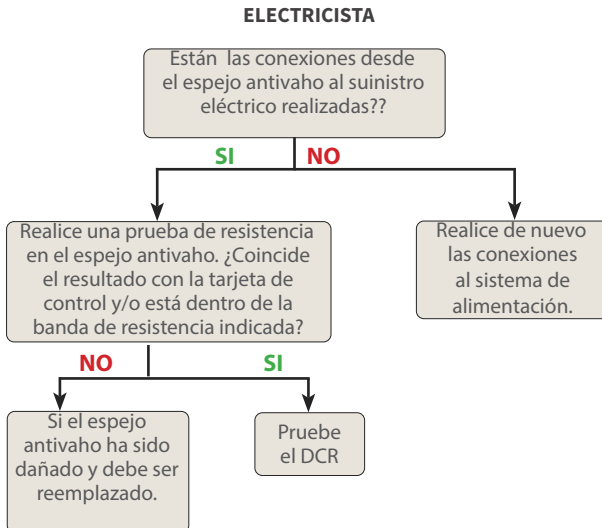 ELECTRICISTA
Están las conexiones desde
el espejo antivaho al suinistro
eléctrico realizadas??
SI
NO
Realice una prueba de resistencia
en el espejo antivaho. ¿Coincide
el resultado con la tarjeta de
control y/o está dentro de la
banda de resistencia indicada?
Realice de nuevo
las conexiones
al sistema de
alimentación.
NO
SI
Si el espejo
antivaho ha sido
dañado y debe ser
reemplazado.
Pruebe
el DCR